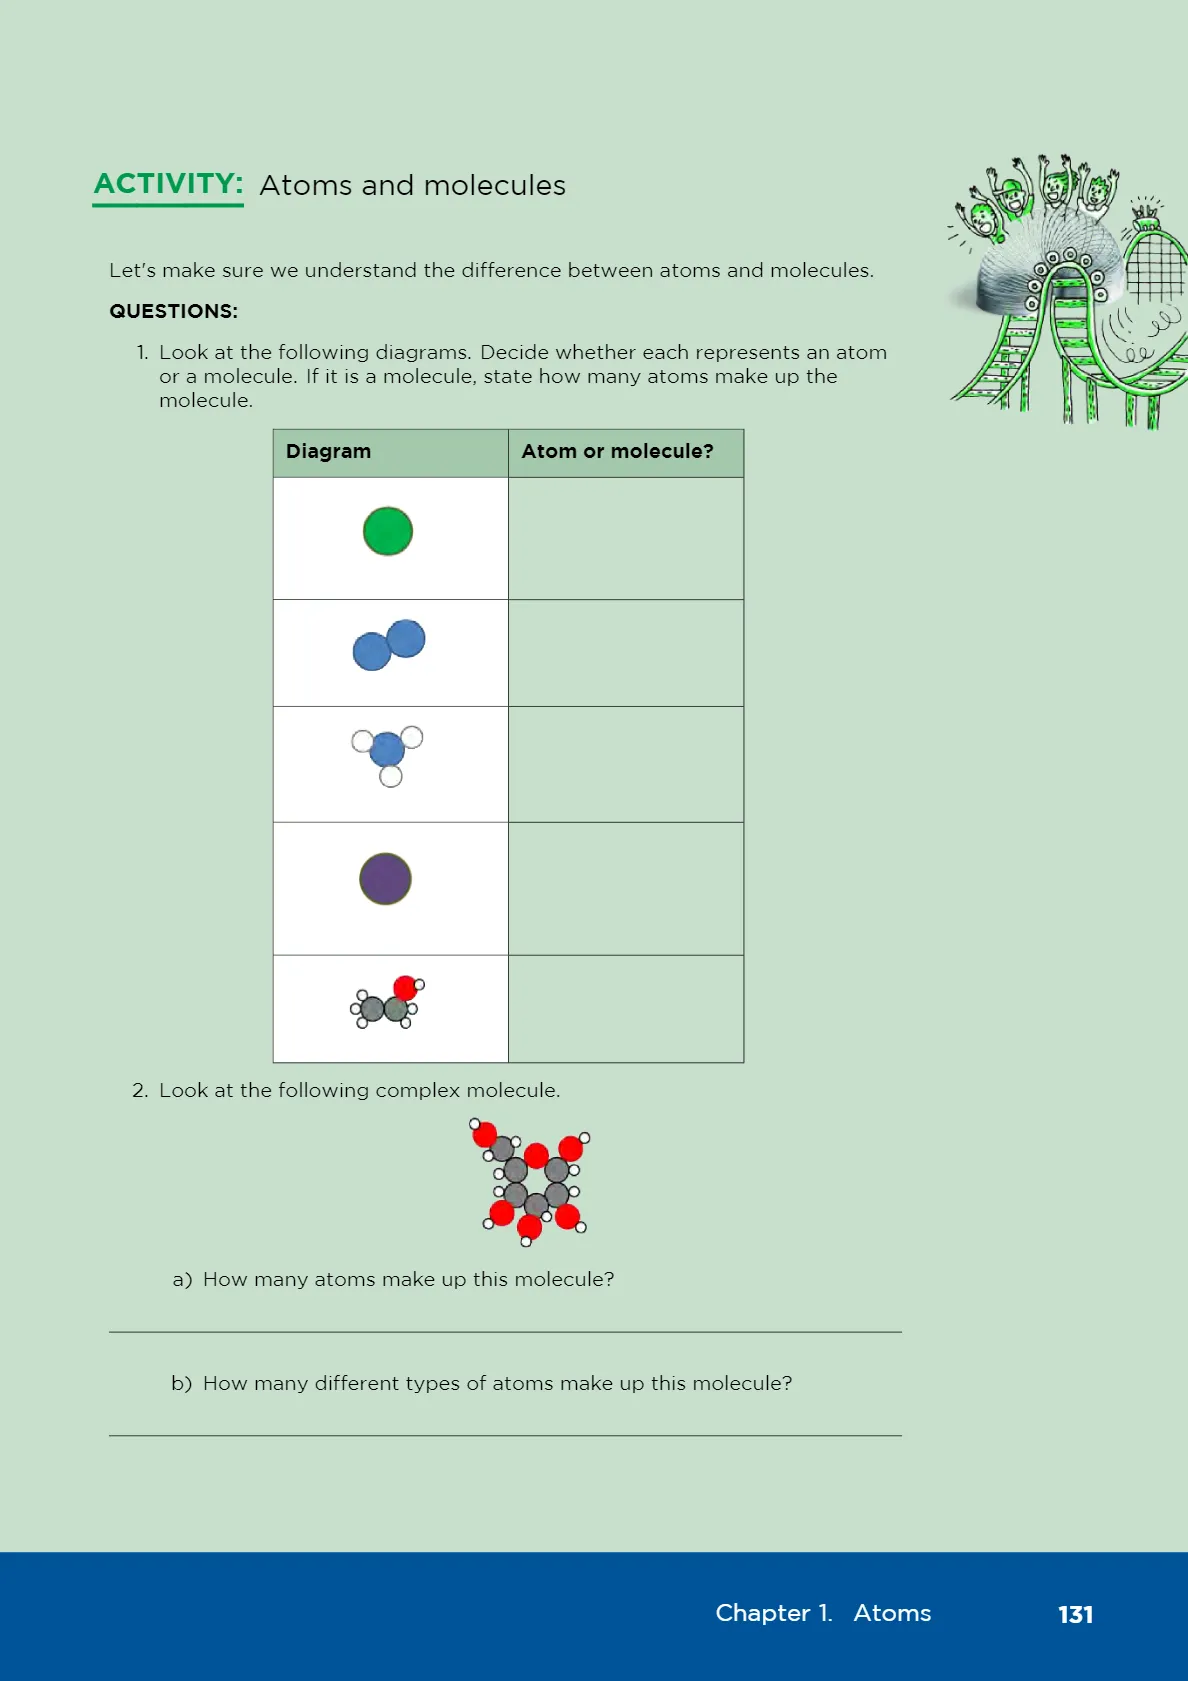 ACTIVITY: Atoms and molecules
Let's make sure we understand the difference between atoms and molecules.
QUESTIONS:
1. Look at the following diagrams. Decide whether each represents an atom
or a molecule. If it is a molecule, state how many atoms make up the
molecule.
Diagram Atom or molecule?
2. Look at the following complex molecule.
a) How many atoms make up this molecule?
b) How many different types of atoms make up this molecule?
Chapter 1. Atoms 131